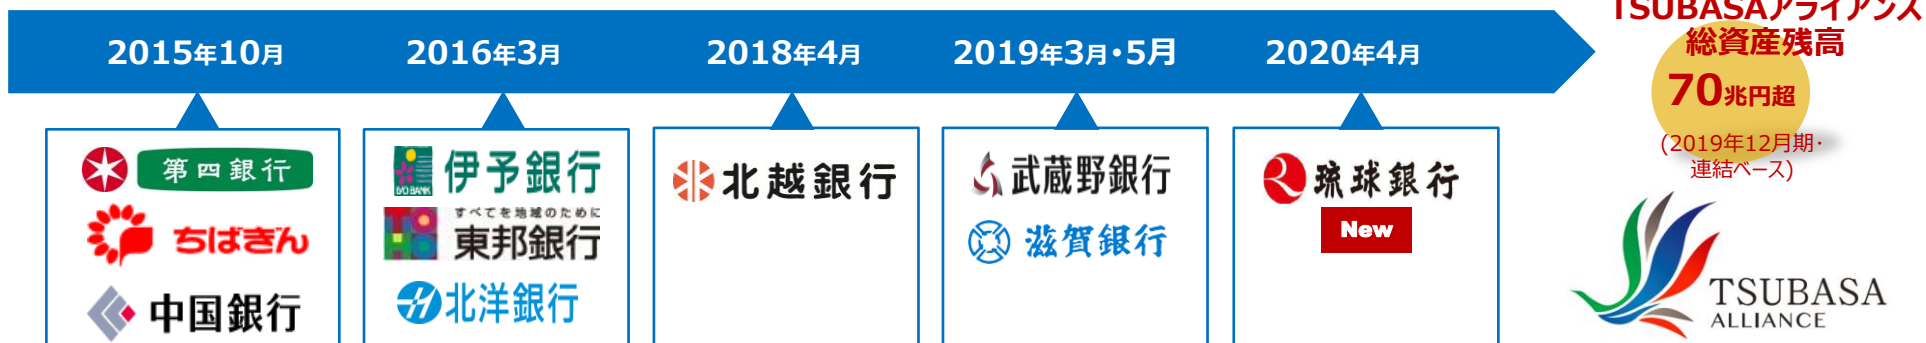 2015年10月
2016年3月
2018年4月
2019年3月・5月
2020年4月
第四銀行
ちばぎん
中国銀行
IYO BANK
伊予銀行
すべてを地域のために
東邦銀行
北洋銀行
北越銀行
武蔵野銀行
滋賀銀行
琉球銀行
New
TSUBASAアライアンス
総資産残高
70兆円超
(2019年12月期・
連結ベース)
TSUBASA
ALLIANCE